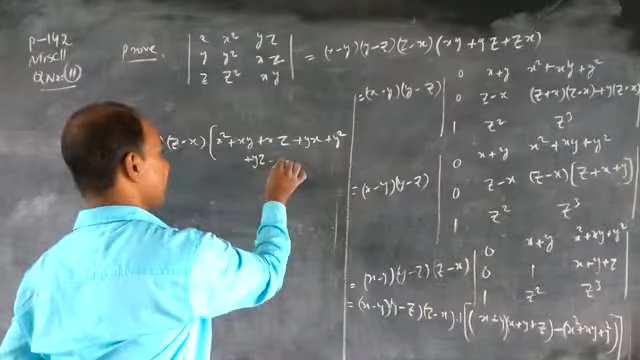 P-142
Miscll
Q.No: 11
Prove.
| x x² yz |
| y y² xz | = (x-y)(y-z)(z-x)(xy+yz+zx)
| z z² xy |
(z-x)[x²+xy+xz+yx+y²
+yz-
0 x+y x²+xy+y²
=(x-y)(y-z) 0 z-x (z+x)(z-x)+y(z-x)
1 z² z³
0 x+y x²+xy+y²
=(x-y)(y-z) 0 z-x (z-x)[z+x+y]
1 z² z³
0 x+y x²+xy+y²
=(x-y)(y-z)(z-x) 0 1 x+y+z
1 z² z³
=(x-y)(y-z)(z-x).1[(x+y)(x+y+z)-(x²+xy+y²)]